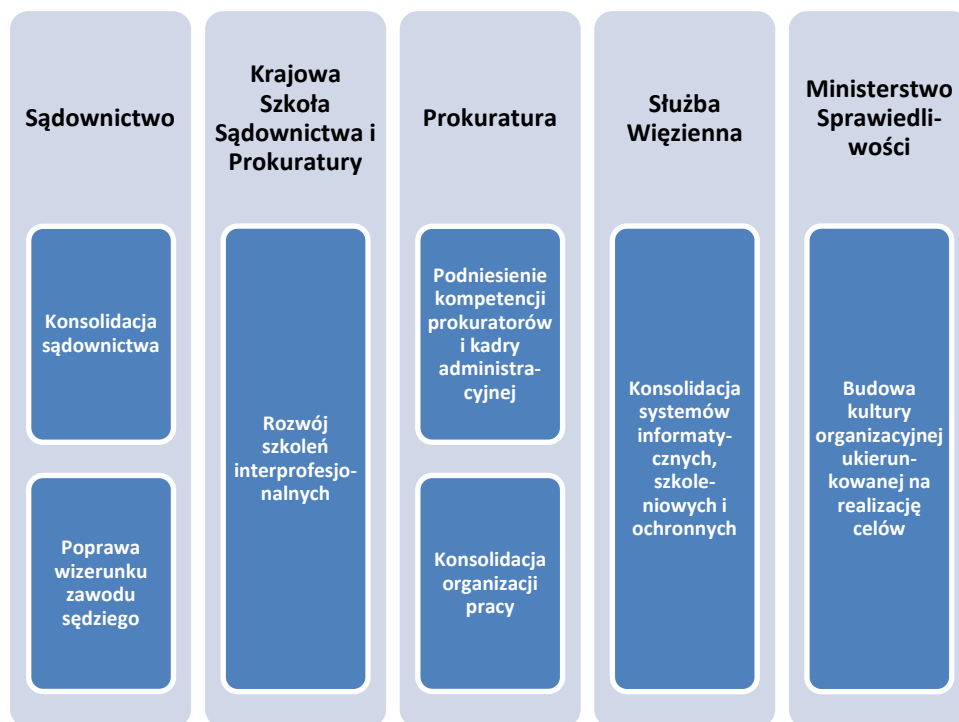 Sądownictwo
Konsolidacja
sądownictwa
Poprawa
wizerunku
zawodu
sędziego
Krajowa
Szkoła
Sądownictwa i
Prokuratury
Rozwój
szkoleń
interprofesjo-
nalnych
Prokuratura
Podniesienie
kompetencji
prokuratorów
i kadry
administra-
cyjnej
Konsolidacja
organizacji
pracy
Służba
Więzienna
Konsolidacja
systemów
informaty-
cznych,
szkole-
niowych i
ochronnych
Ministerstwo
Sprawiedli-
wości
Budowa
kultury
organizacyjnej
ukierun-
kowanej na
realizację
celów